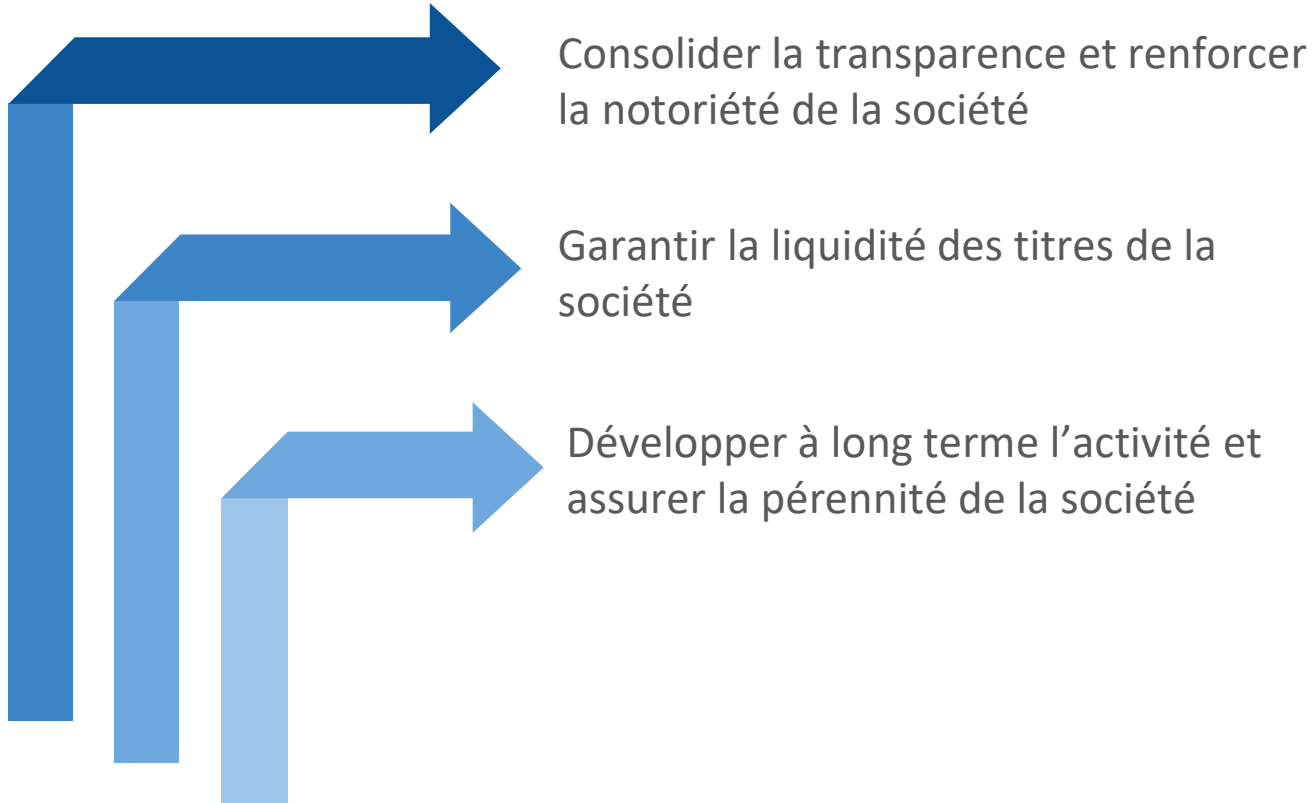 Consolider la transparence et renforcer
la notoriété de la société
Garantir la liquidité des titres de la
société
Développer à long terme l’activité et
assurer la pérennité de la société